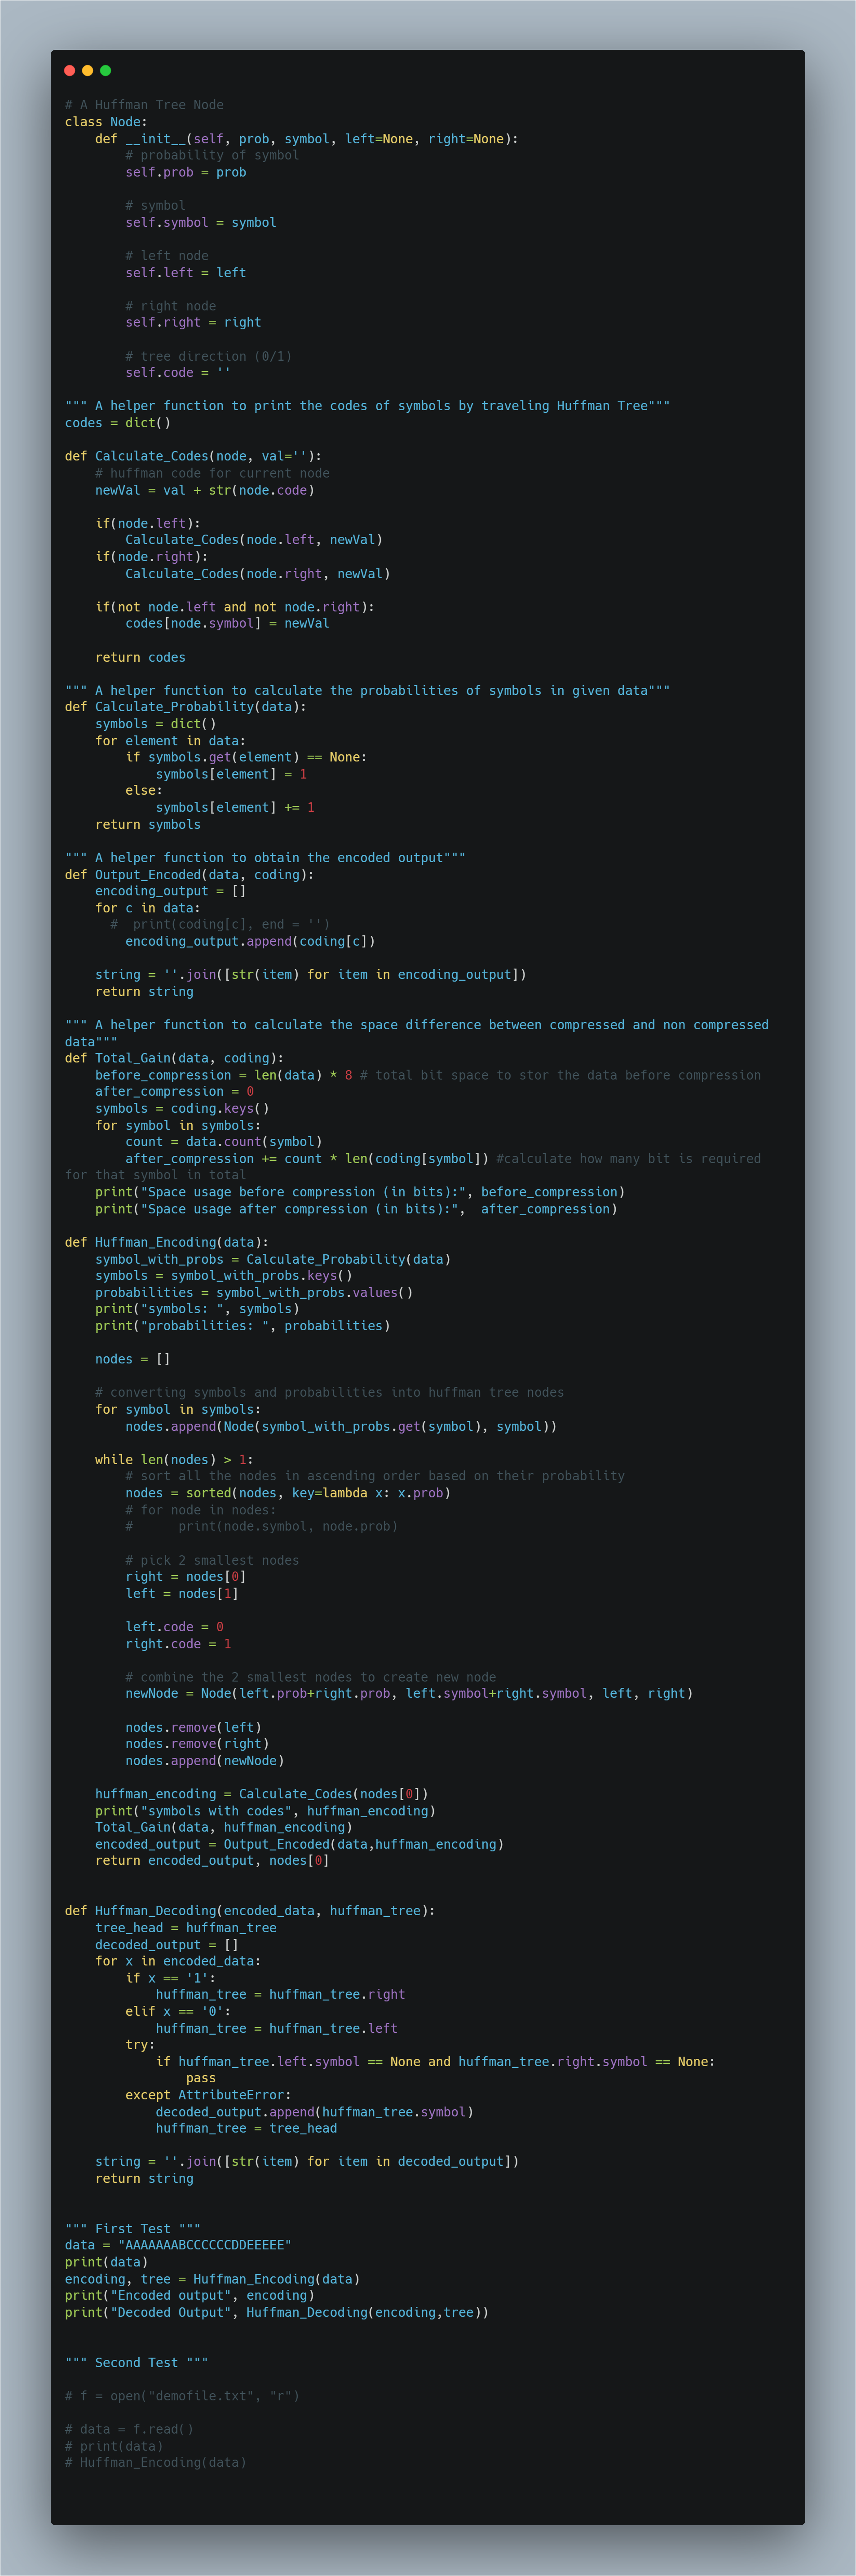 # A Huffman Tree Node
class Node:
    def __init__(self, prob, symbol, left=None, right=None):
        # probability of symbol
        self.prob = prob

        # symbol
        self.symbol = symbol

        # left node
        self.left = left

        # right node
        self.right = right

        # tree direction (0/1)
        self.code = ''

""" A helper function to print the codes of symbols by traveling Huffman Tree"""
codes = dict()

def Calculate_Codes(node, val=''):
    # huffman code for current node
    newVal = val + str(node.code)

    if(node.left):
        Calculate_Codes(node.left, newVal)
    if(node.right):
        Calculate_Codes(node.right, newVal)

    if(not node.left and not node.right):
        codes[node.symbol] = newVal

    return codes

""" A helper function to calculate the probabilities of symbols in given data"""
def Calculate_Probability(data):
    symbols = dict()
    for element in data:
        if symbols.get(element) == None:
            symbols[element] = 1
        else:
            symbols[element] += 1
    return symbols

""" A helper function to obtain the encoded output"""
def Output_Encoded(data, coding):
    encoding_output = []
    for c in data:
      #  print(coding[c], end = '')
        encoding_output.append(coding[c])

    string = ''.join([str(item) for item in encoding_output])
    return string

""" A helper function to calculate the space difference between compressed and non compressed
data"""
def Total_Gain(data, coding):
    before_compression = len(data) * 8 # total bit space to stor the data before compression
    after_compression = 0
    symbols = coding.keys()
    for symbol in symbols:
        count = data.count(symbol)
        after_compression += count * len(coding[symbol]) #calculate how many bit is required
for that symbol in total
    print("Space usage before compression (in bits):", before_compression)
    print("Space usage after compression (in bits):",  after_compression)

def Huffman_Encoding(data):
    symbol_with_probs = Calculate_Probability(data)
    symbols = symbol_with_probs.keys()
    probabilities = symbol_with_probs.values()
    print("symbols: ", symbols)
    print("probabilities: ", probabilities)

    nodes = []

    # converting symbols and probabilities into huffman tree nodes
    for symbol in symbols:
        nodes.append(Node(symbol_with_probs.get(symbol), symbol))

    while len(nodes) > 1:
        # sort all the nodes in ascending order based on their probability
        nodes = sorted(nodes, key=lambda x: x.prob)
        # for node in nodes:
        #      print(node.symbol, node.prob)

        # pick 2 smallest nodes
        right = nodes[0]
        left = nodes[1]

        left.code = 0
        right.code = 1

        # combine the 2 smallest nodes to create new node
        newNode = Node(left.prob+right.prob, left.symbol+right.symbol, left, right)

        nodes.remove(left)
        nodes.remove(right)
        nodes.append(newNode)

    huffman_encoding = Calculate_Codes(nodes[0])
    print("symbols with codes", huffman_encoding)
    Total_Gain(data, huffman_encoding)
    encoded_output = Output_Encoded(data,huffman_encoding)
    return encoded_output, nodes[0]


def Huffman_Decoding(encoded_data, huffman_tree):
    tree_head = huffman_tree
    decoded_output = []
    for x in encoded_data:
        if x == '1':
            huffman_tree = huffman_tree.right
        elif x == '0':
            huffman_tree = huffman_tree.left
        try:
            if huffman_tree.left.symbol == None and huffman_tree.right.symbol == None:
                pass
        except AttributeError:
            decoded_output.append(huffman_tree.symbol)
            huffman_tree = tree_head

    string = ''.join([str(item) for item in decoded_output])
    return string


""" First Test """
data = "AAAAAAABCCCCCCDDEEEEE"
print(data)
encoding, tree = Huffman_Encoding(data)
print("Encoded output", encoding)
print("Decoded Output", Huffman_Decoding(encoding,tree))


""" Second Test """

# f = open("demofile.txt", "r")

# data = f.read()
# print(data)
# Huffman_Encoding(data)